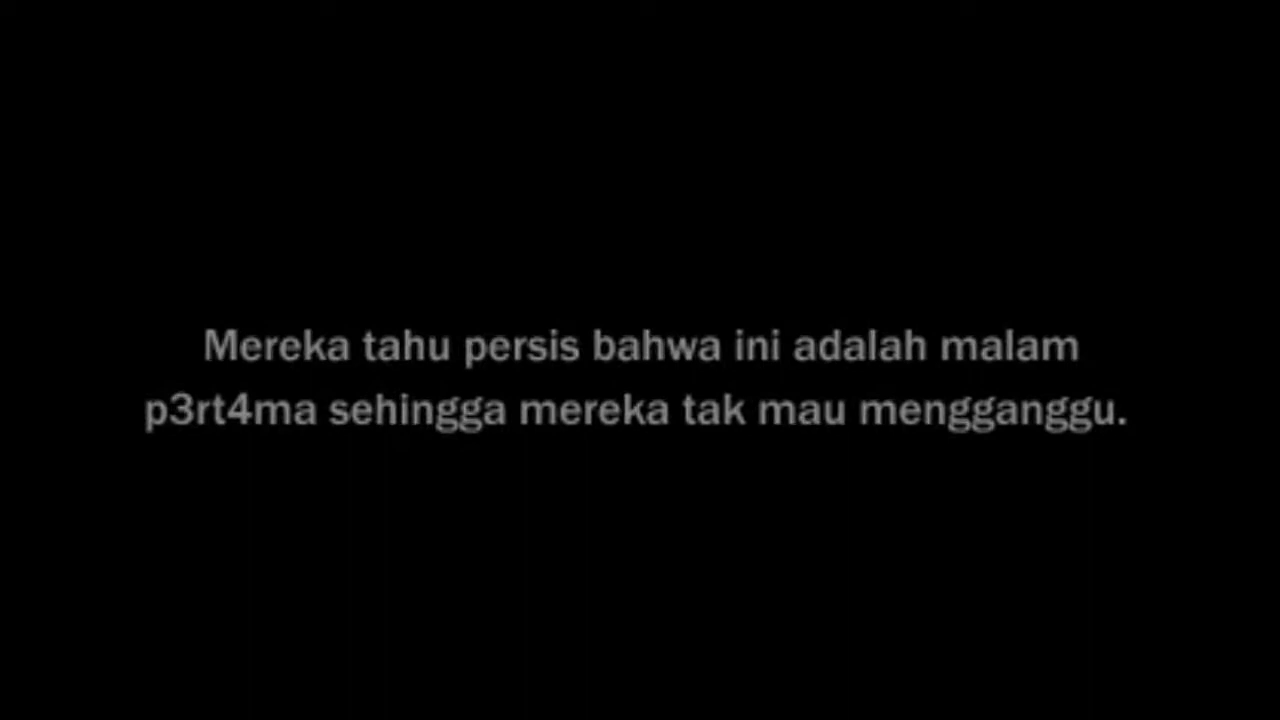 Mereka tahu persis bahwa ini adalah malam
p3rt4ma sehingga mereka tak mau mengganggu.